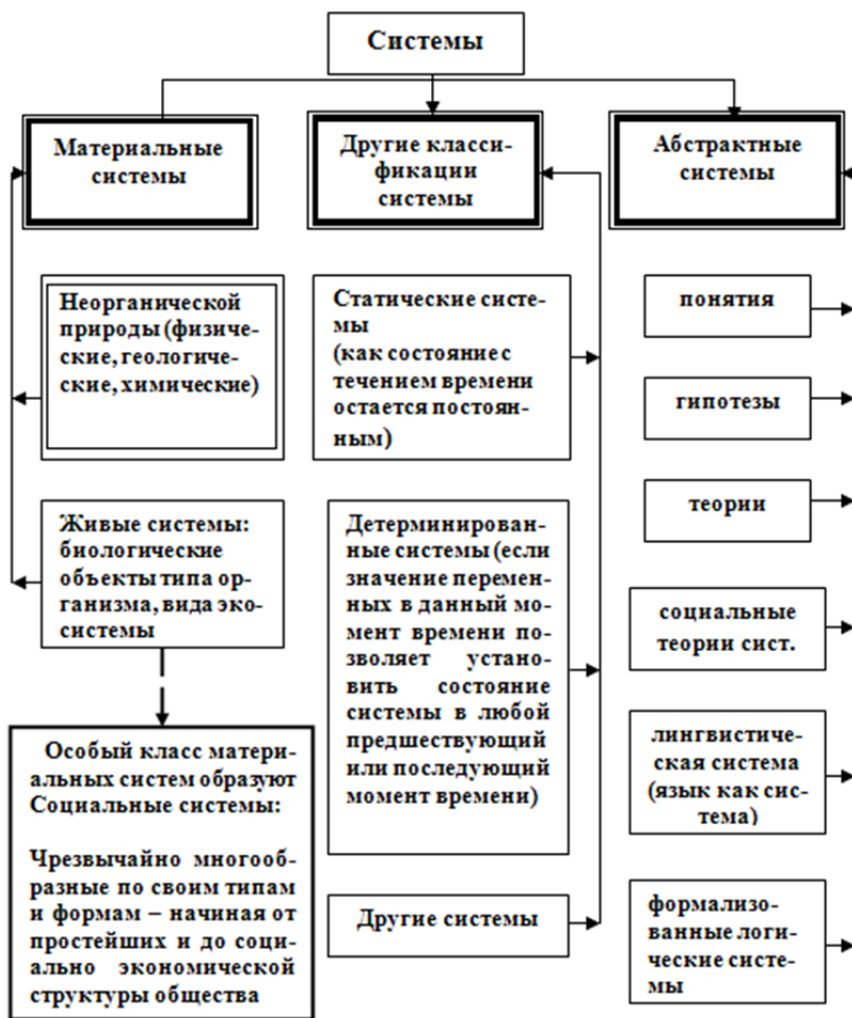 Системы
Материальные
системы
Другие класси-
фикации
системы
Абстрактные
системы
Неорганической
природы (физиче-
ские, геологиче-
ские, химические)
Живые системы:
биологические
объекты типа ор-
ганизма, вида эко-
системы
Особый класс матери-
альных систем образуют
Социальные системы:
Чрезвычайно многооб-
разные по своим типам
и формам – начиная от
простейших и до соци-
ально экономической
структуры общества
Статические систе-
мы
(как состояние с
течением времени
остается постоян-
ным)
Детерминирован-
ные системы (если
значение перемен-
ных в данный мо-
мент времени по-
зволяет устано-
вить состояние
системы в любой
предшествующий
или последующий
момент времени)
Другие системы
понятия
гипотезы
теории
социальные
теории сист.
лингвистиче-
ская система
(язык как сис-
тема)
формализо-
ванные логи-
ческие систе-
мы